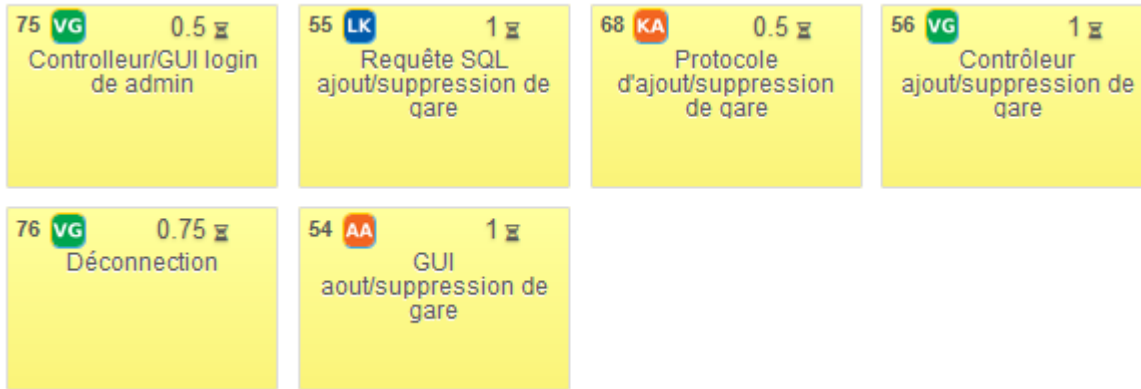 75 VG 0.5
Controlleur/GUI login
de admin
55 LK 1
Requête SQL
ajout/suppression de
gare
68 KA 0.5
Protocole
d'ajout/suppression
de gare
56 VG 1
Contrôleur
ajout/suppression de
gare
76 VG 0.75
Déconnection
54 AA 1
GUI
aout/suppression de
gare